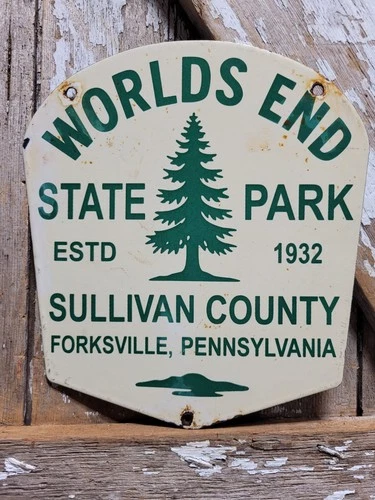 WORLDS END
STATE PARK
ESTD 1932
SULLIVAN COUNTY
FORKSVILLE, PENNSYLVANIA